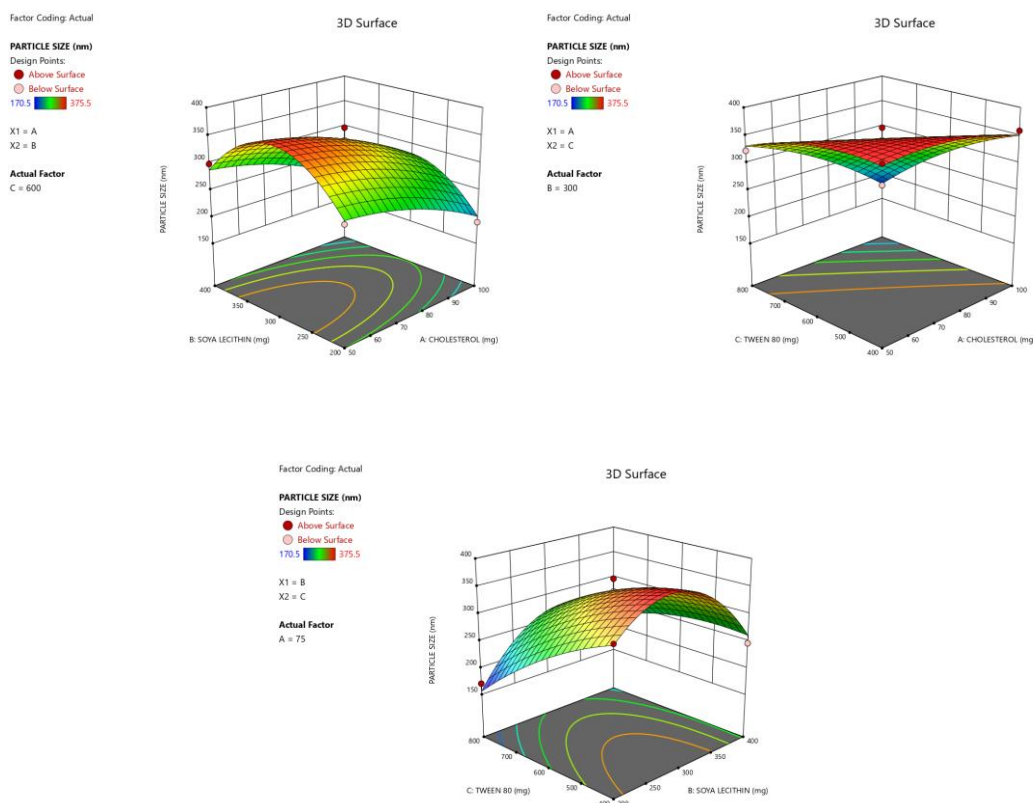 Factor Coding: Actual
3D Surface
PARTICLE SIZE (nm)
Design Points:
Above Surface
Below Surface
170.5 375.5
X1 = A
X2 = B
Actual Factor
C = 600
400
350
300
250
200
150
PARTICLE SIZE (nm)
400
350
300
250
200
B: SOYA LECITHIN (mg)
50
60
70
80
90
100
A: CHOLESTEROL (mg)
Factor Coding: Actual
3D Surface
PARTICLE SIZE (nm)
Design Points:
Above Surface
Below Surface
170.5 375.5
X1 = A
X2 = C
Actual Factor
B = 300
400
350
300
250
200
150
PARTICLE SIZE (nm)
800
700
600
500
400
C: TWEEN 80 (mg)
50
60
70
80
90
100
A: CHOLESTEROL (mg
Factor Coding: Actual
3D Surface
PARTICLE SIZE (nm)
Design Points:
Above Surface
Below Surface
170.5 375.5
X1 = B
X2 = C
Actual Factor
A = 75
400
350
300
250
200
150
PARTICLE SIZE (nm)
800
700
600
500
C: TWEEN 80 (mg)
250
300
350
400
B: SOYA LECITHIN (mg)